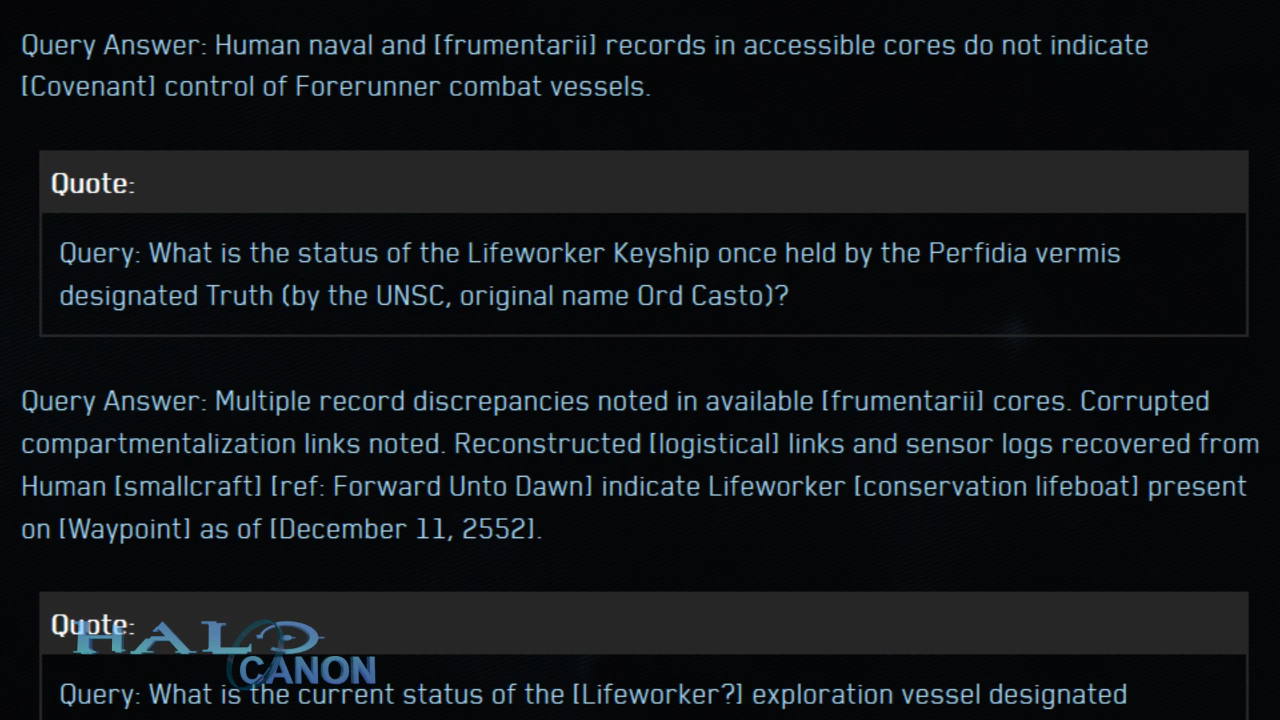 Query Answer: Human naval and [frumentarii] records in accessible cores do not indicate
[Covenant] control of Forerunner combat vessels.
Quote:
Query: What is the status of the Lifeworker Keyship once held by the Perfidia vermis
designated Truth (by the UNSC, original name Ord Casto)?
Query Answer: Multiple record discrepancies noted in available [frumentarii] cores. Corrupted
compartmentalization links noted. Reconstructed [logistical] links and sensor logs recovered from
Human [smallcraft] [ref: Forward Unto Dawn] indicate Lifeworker [conservation lifeboat] present
on [Waypoint] as of [December 11, 2552].
Quote:
HALO
CANON
Query: What is the current status of the [Lifeworker?] exploration vessel designated